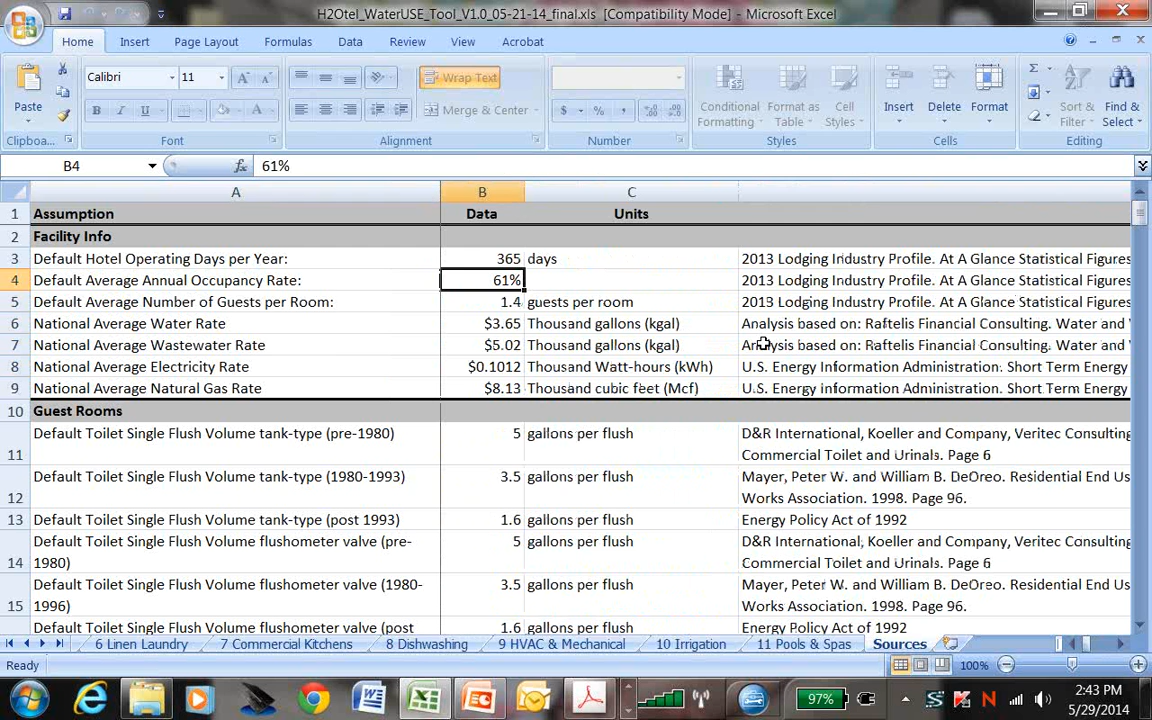 H2Otel_WaterUSE_Tool_V1.0_05-21-14_final.xls [Compatibility Mode] - Microsoft Excel
Home Insert Page Layout Formulas Data Review View Acrobat
Calibri 11 Wrap Text
Paste B I U A Merge & Center $ % , Conditional Formatting Format as Table Cell Styles Insert Delete Format Σ Sort & Filter Find & Select
Clipboa... Font Alignment Number Styles Cells Editing
B4 fx 61%
A B C
1 Assumption Data Units
2 Facility Info
3 Default Hotel Operating Days per Year: 365 days 2013 Lodging Industry Profile. At A Glance Statistical Figures
4 Default Average Annual Occupancy Rate: 61% 2013 Lodging Industry Profile. At A Glance Statistical Figures
5 Default Average Number of Guests per Room: 1.4 guests per room 2013 Lodging Industry Profile. At A Glance Statistical Figures
6 National Average Water Rate $3.65 Thousand gallons (kgal) Analysis based on: Raftelis Financial Consulting. Water and
7 National Average Wastewater Rate $5.02 Thousand gallons (kgal) Analysis based on: Raftelis Financial Consulting. Water and
8 National Average Electricity Rate $0.1012 Thousand Watt-hours (kWh) U.S. Energy Information Administration. Short Term Energy
9 National Average Natural Gas Rate $8.13 Thousand cubic feet (Mcf) U.S. Energy Information Administration. Short Term Energy
10 Guest Rooms
Default Toilet Single Flush Volume tank-type (pre-1980) 5 gallons per flush D&R International, Koeller and Company, Veritec Consulting
11 Commercial Toilet and Urinals. Page 6
Default Toilet Single Flush Volume tank-type (1980-1993) 3.5 gallons per flush Mayer, Peter W. and William B. DeOreo. Residential End Us
12 Works Association. 1998. Page 96.
13 Default Toilet Single Flush Volume tank-type (post 1993) 1.6 gallons per flush Energy Policy Act of 1992
Default Toilet Single Flush Volume flushometer valve (pre- 5 gallons per flush D&R International, Koeller and Company, Veritec Consulting
14 1980) Commercial Toilet and Urinals. Page 6
Default Toilet Single Flush Volume flushometer valve (1980- 3.5 gallons per flush Mayer, Peter W. and William B. DeOreo. Residential End Us
15 1996) Works Association. 1998. Page 96.
Default Toilet Single Flush Volume flushometer valve (post 1.6 gallons per flush Energy Policy Act of 1992
6 Linen Laundry 7 Commercial Kitchens 8 Dishwashing 9 HVAC & Mechanical 10 Irrigation 11 Pools & Spas Sources
Ready 100%
97% 2:43 PM
5/29/2014